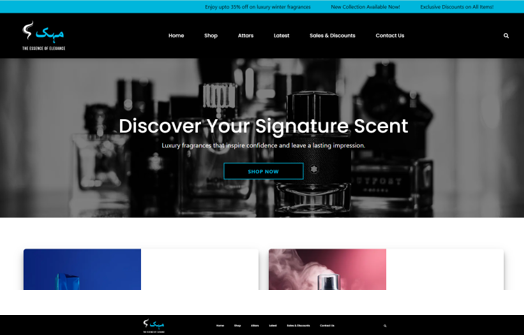 Enjoy upto 35% off on luxury winter fragrances New Collection Available Now! Exclusive Discounts on All Items!
مہک
THE ESSENCE OF ELEGANCE
Home Shop Attars Latest Sales & Discounts Contact Us
Discover Your Signature Scent
Luxury fragrances that inspire confidence and leave a lasting impression.
SHOP NOW
مہک
THE ESSENCE OF ELEGANCE
Home Shop Attars Latest Sales & Discounts Contact Us